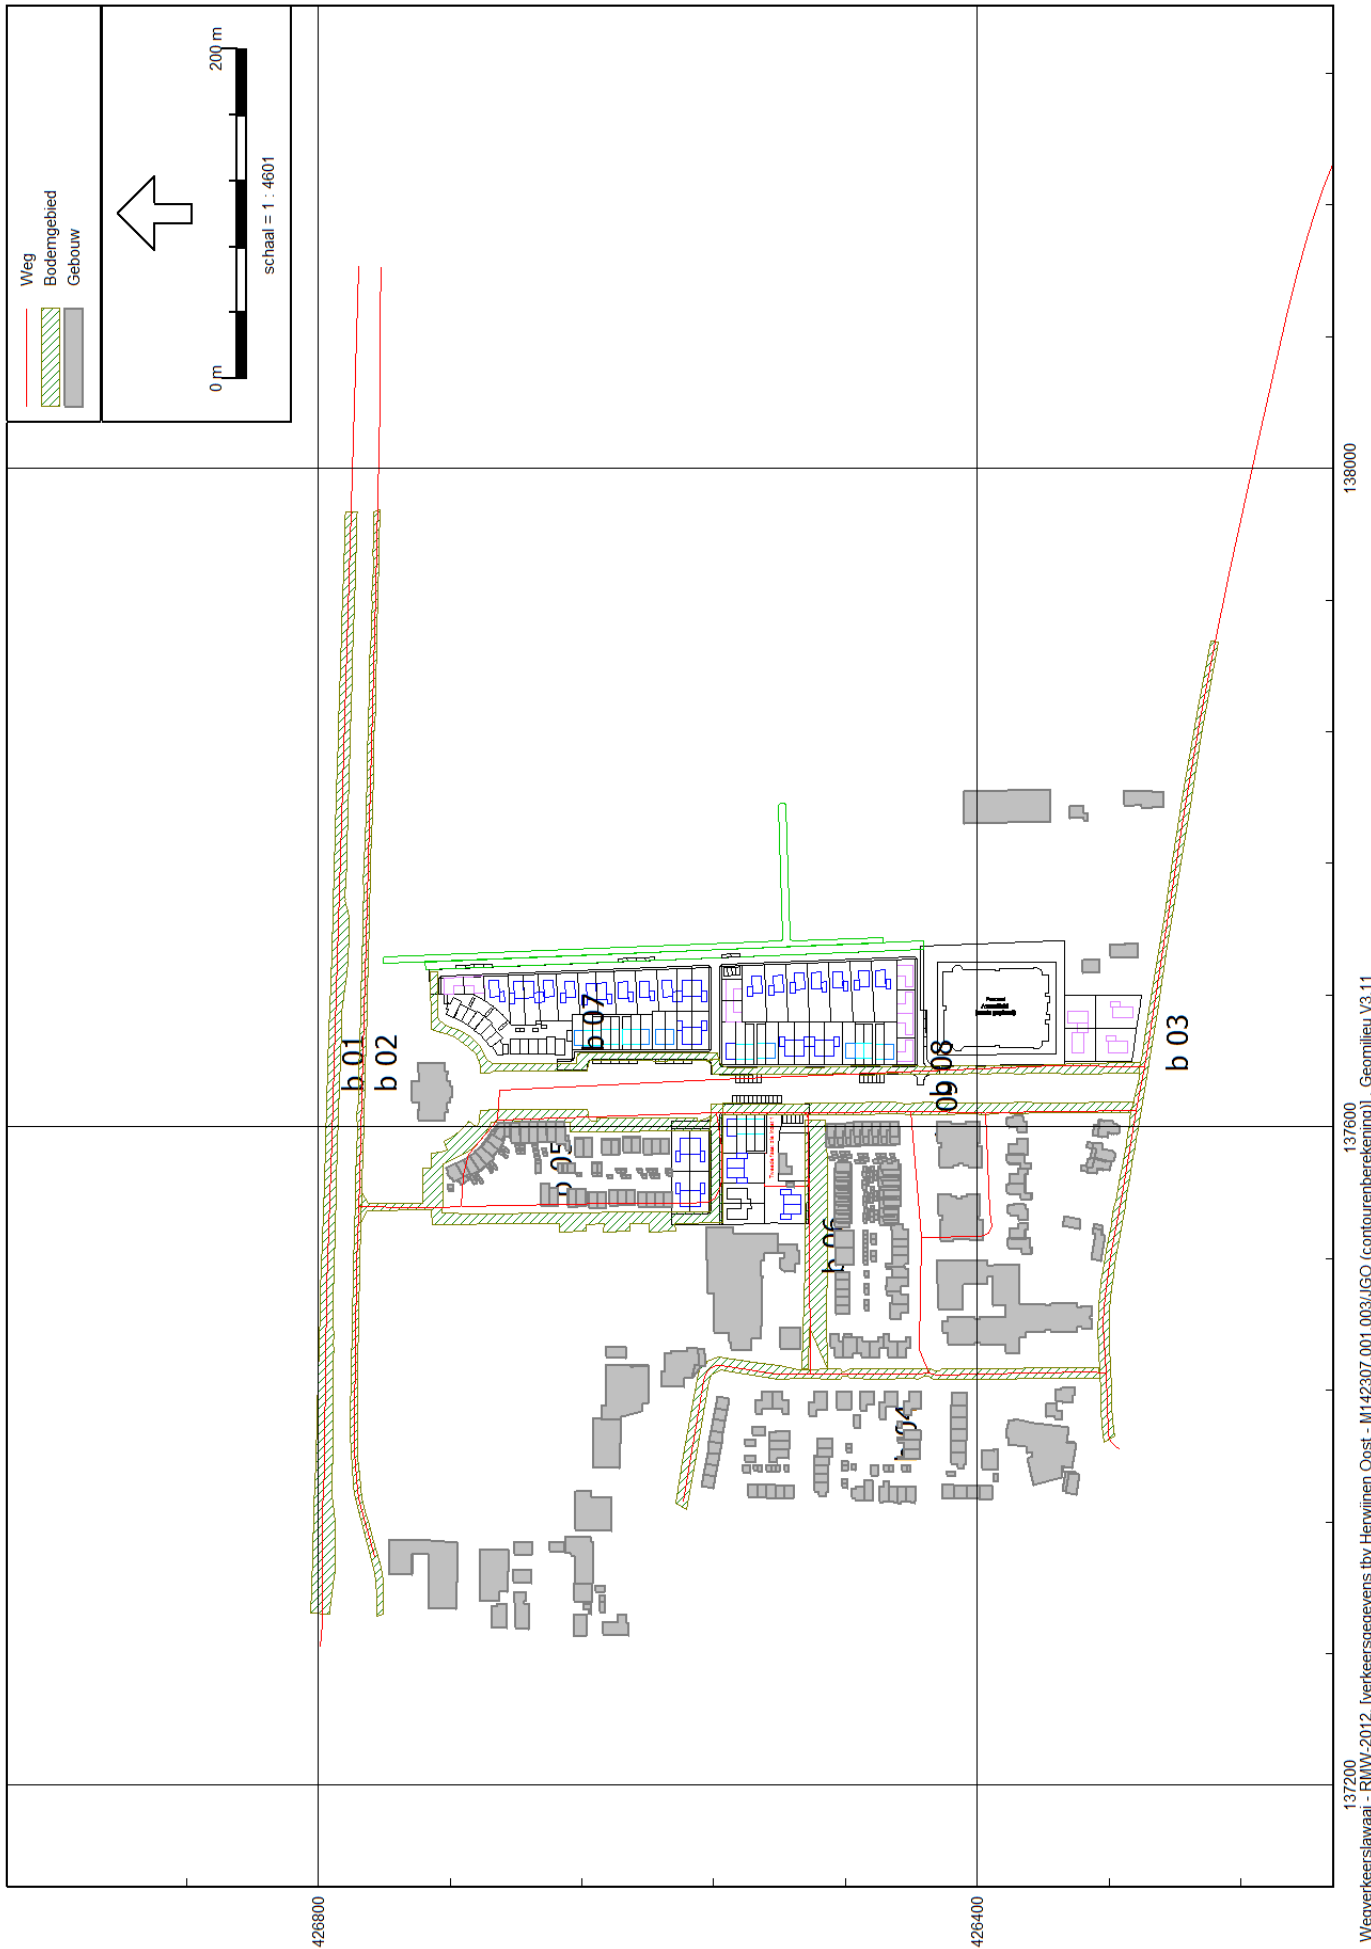 Weg
Bodemgebied
Gebouw
0 m
200 m
schaal = 1 : 4601
426800
426400
b 01
b 02
b 07
b 05
b 08
09
b 03
b 06
b 04
137200
137600
138000
Wegverkeerslawaai - RMW-2012, [verkeersgegevens tbv Herwijnen Oost - M142307.001.003/JGO (contourenberekening)], Geomilieu V3.11